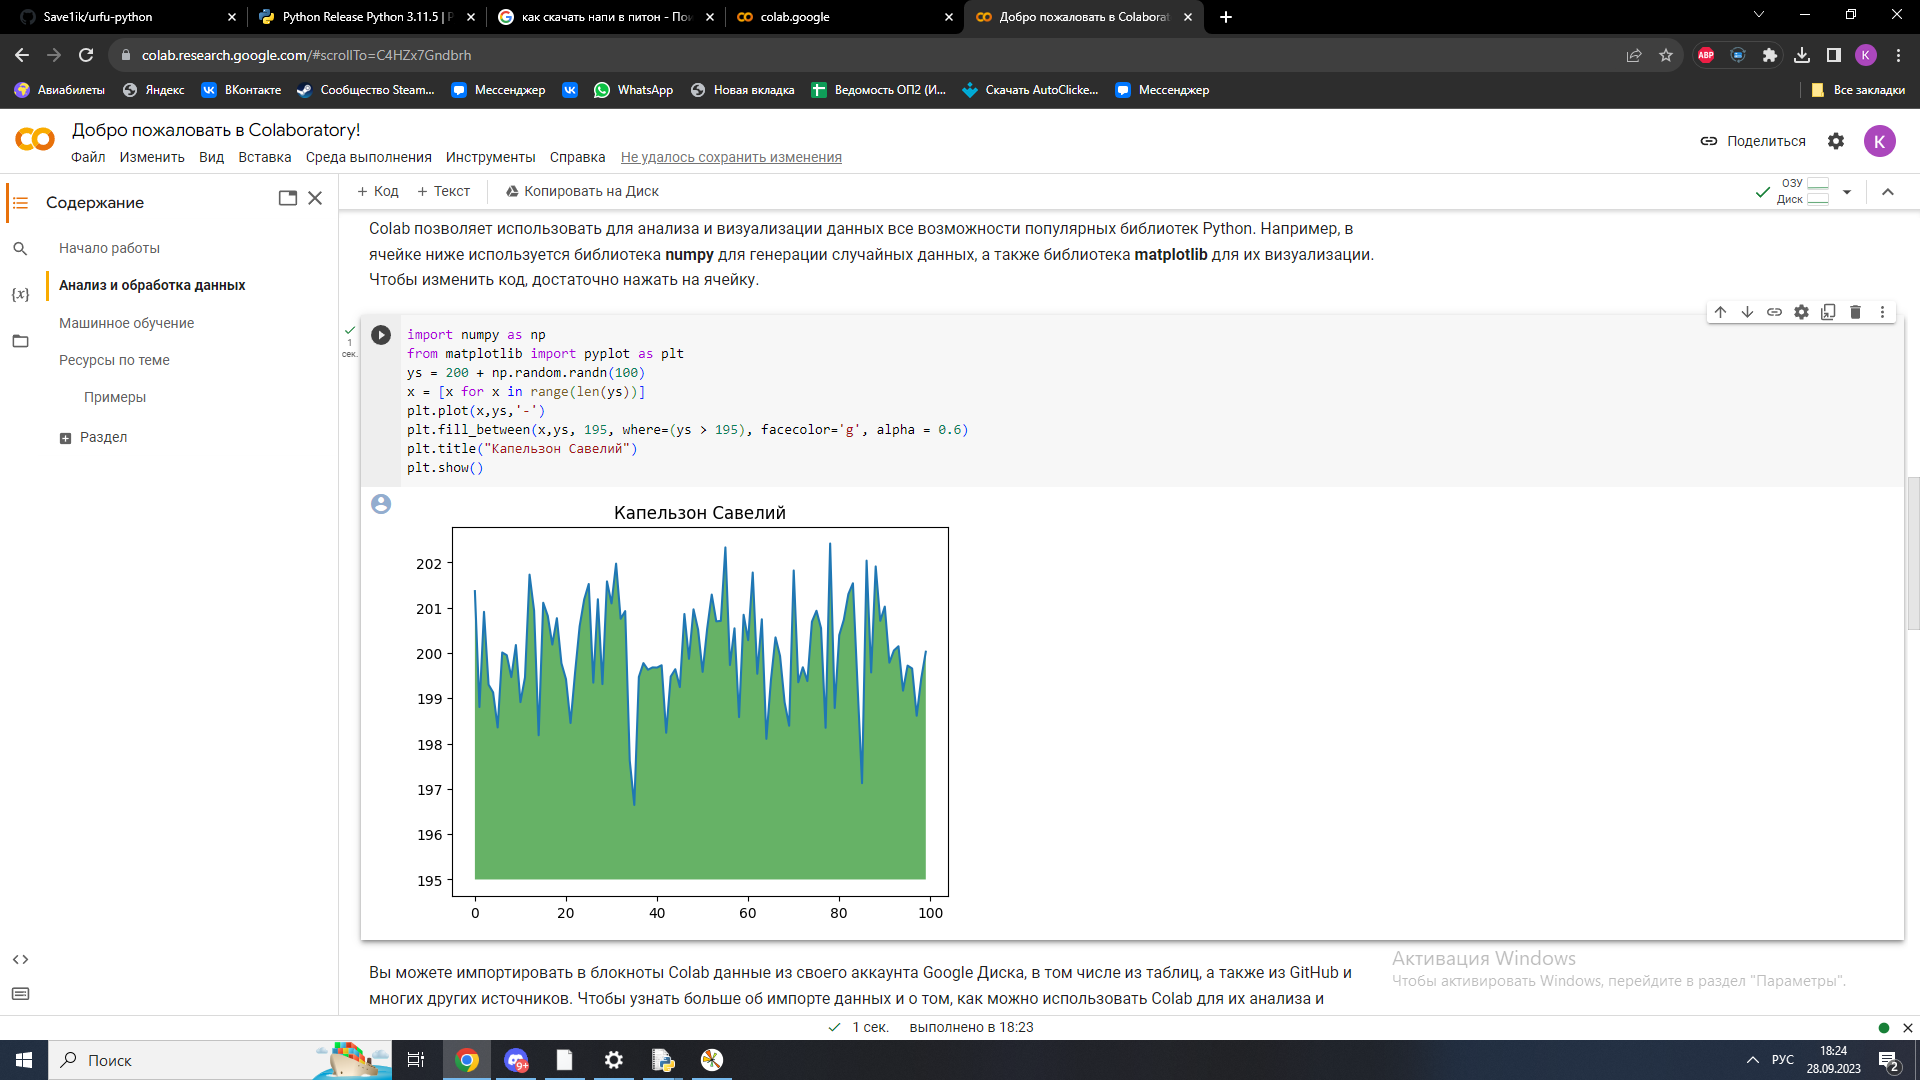 Save1ik/urfu-python
Python Release Python 3.11.5 | P
как скачать напи в питон - Пои
colab.google
Добро пожаловать в Colaborat
colab.research.google.com/#scrollTo=C4HZx7Gndbrh
ABP
K
Авиабилеты
Яндекс
ВКонтакте
Сообщество Steam...
Мессенджер
WhatsApp
Новая вкладка
Ведомость ОП2 (И...
Скачать AutoClicke...
Мессенджер
Все закладки
Добро пожаловать в Colaboratory!
Файл Изменить Вид Вставка Среда выполнения Инструменты Справка Не удалось сохранить изменения
Поделиться
K
Содержание
+ Код + Текст Копировать на Диск
ОЗУ
Диск
Начало работы
Анализ и обработка данных
Машинное обучение
Ресурсы по теме
Примеры
Раздел
{x}
Colab позволяет использовать для анализа и визуализации данных все возможности популярных библиотек Python. Например, в
ячейке ниже используется библиотека numpy для генерации случайных данных, а также библиотека matplotlib для их визуализации.
Чтобы изменить код, достаточно нажать на ячейку.
1
сек.
import numpy as np
from matplotlib import pyplot as plt
ys = 200 + np.random.randn(100)
x = [x for x in range(len(ys))]
plt.plot(x,ys,'-')
plt.fill_between(x,ys, 195, where=(ys > 195), facecolor='g', alpha = 0.6)
plt.title("Капельзон Савелий")
plt.show()
Капельзон Савелий
202
201
200
199
198
197
196
195
0 20 40 60 80 100
Вы можете импортировать в блокноты Colab данные из своего аккаунта Google Диска, в том числе из таблиц, а также из GitHub и
многих других источников. Чтобы узнать больше об импорте данных и о том, как можно использовать Colab для их анализа и
Активация Windows
Чтобы активировать Windows, перейдите в раздел "Параметры".
1 сек. выполнено в 18:23
Поиск
9+
РУС
18:24
28.09.2023
2